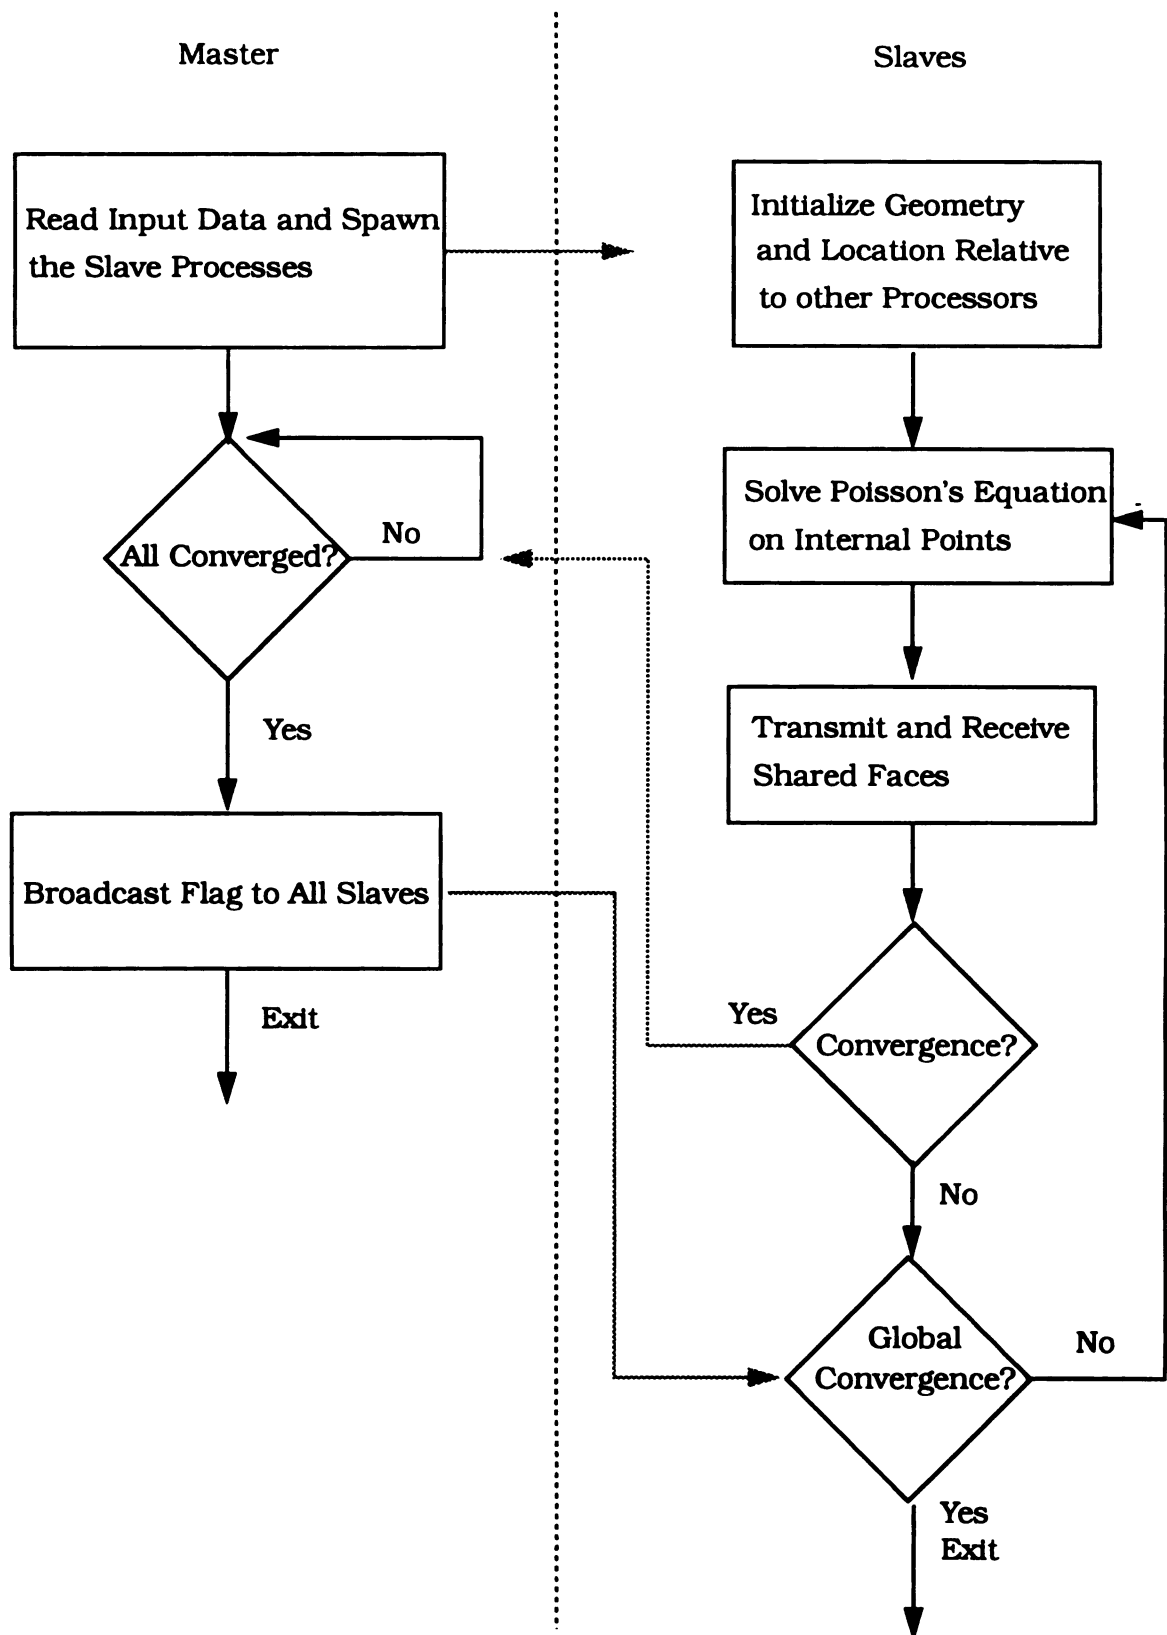 Master
Slaves
Read Input Data and Spawn
the Slave Processes
All Converged?
No
Yes
Broadcast Flag to All Slaves
Exit
Initialize Geometry
and Location Relative
to other Processors
Solve Poisson's Equation
on Internal Points
Transmit and Receive
Shared Faces
Yes
Convergence?
No
Global
Convergence?
No
Yes
Exit